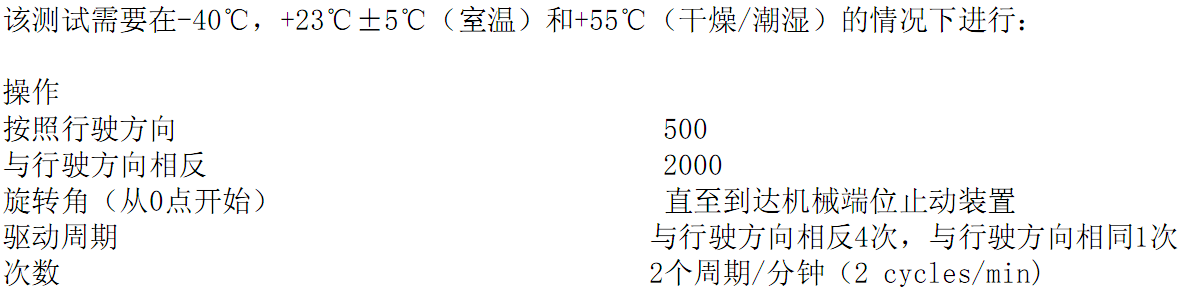 该测试需要在-40℃，+23℃±5℃（室温）和+55℃（干燥/潮湿）的情况下进行：
操作
按照行驶方向 500
与行驶方向相反 2000
旋转角（从0点开始） 直至到达机械端位止动装置
驱动周期 与行驶方向相反4次，与行驶方向相同1次
次数 2个周期/分钟（2 cycles/min)